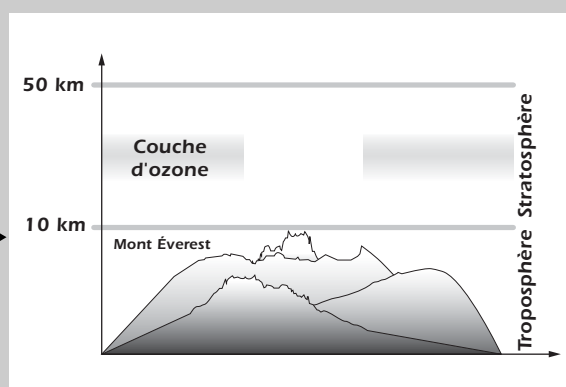 50 km
Couche
d'ozone
10 km
Mont Éverest
Stratosphère
Troposphère